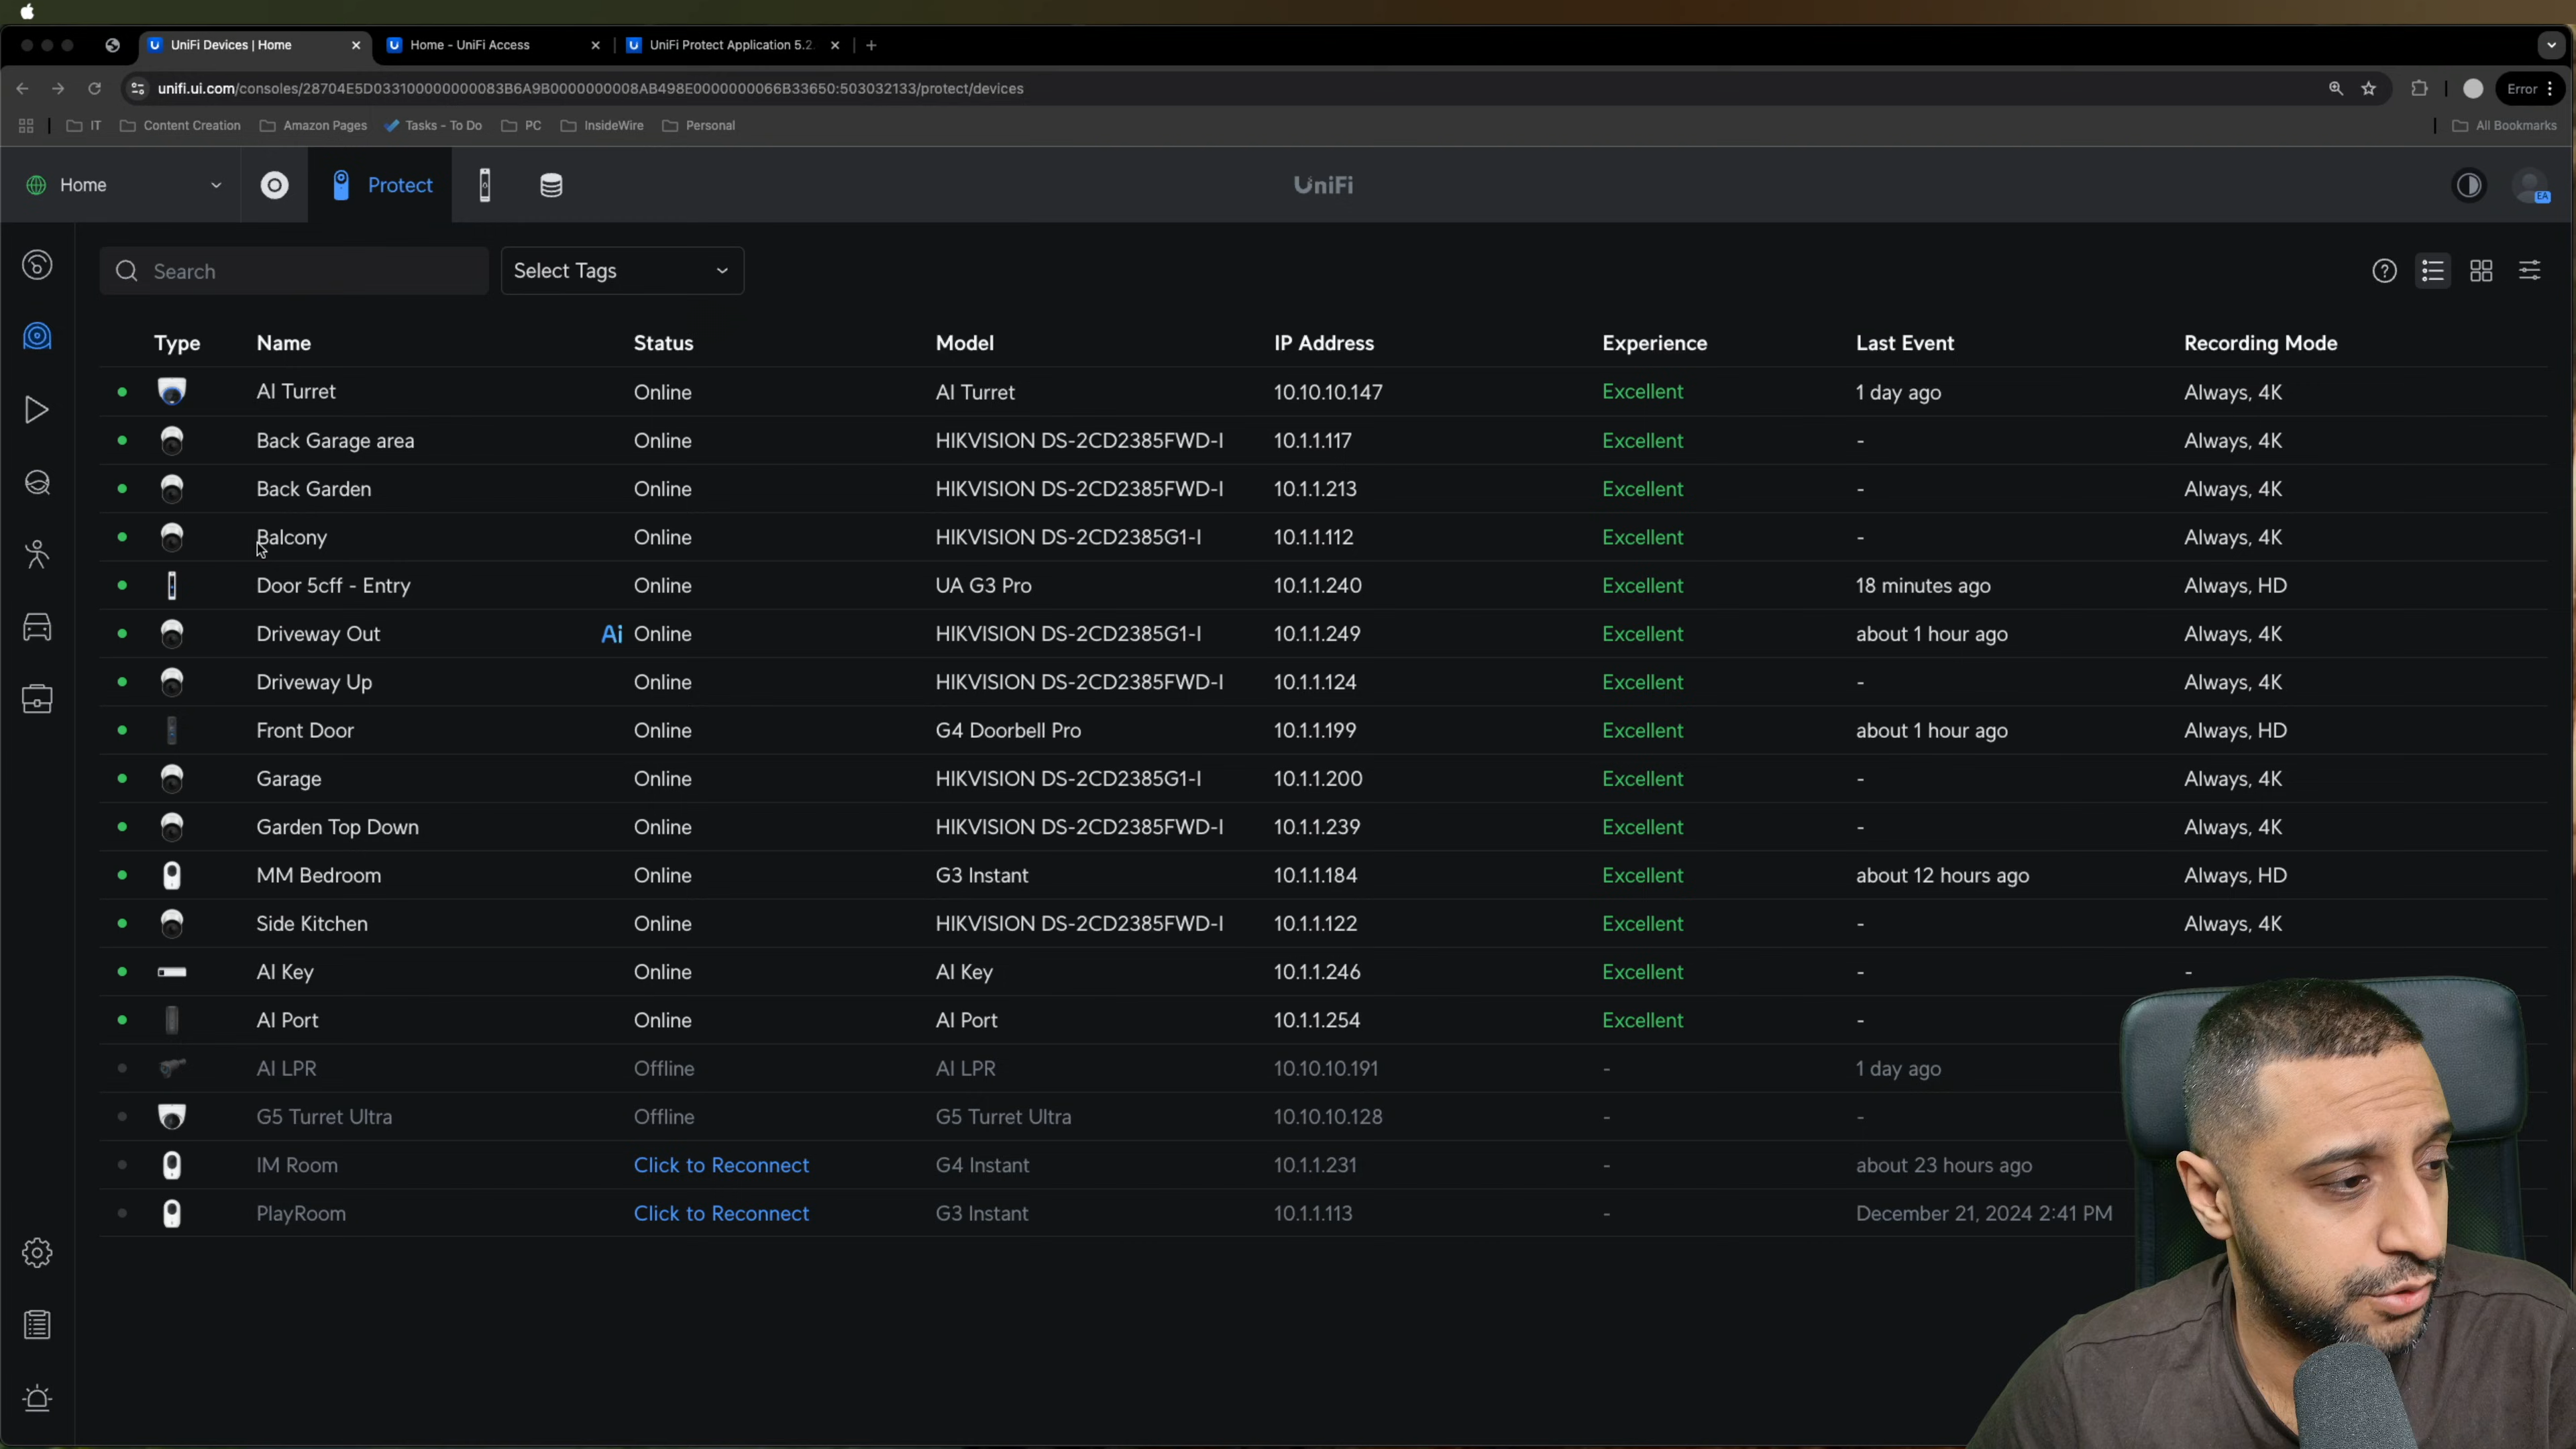 UniFi Devices | Home
Home - UniFi Access
UniFi Protect Application 5.2.
unifi.ui.com/consoles/28704E5D0331000000000083B6A9B0000000008AB498E0000000066B33650:503032133/protect/devices
Error
IT
Content Creation
Amazon Pages
Tasks - To Do
PC
InsideWire
Personal
All Bookmarks
Home
Protect
UniFi
EA
Search
Select Tags
Type Name Status Model IP Address Experience Last Event Recording Mode
AI Turret Online AI Turret 10.10.10.147 Excellent 1 day ago Always, 4K
Back Garage area Online HIKVISION DS-2CD2385FWD-I 10.1.1.117 Excellent - Always, 4K
Back Garden Online HIKVISION DS-2CD2385FWD-I 10.1.1.213 Excellent - Always, 4K
Balcony Online HIKVISION DS-2CD2385G1-I 10.1.1.112 Excellent - Always, 4K
Door 5cff - Entry Online UA G3 Pro 10.1.1.240 Excellent 18 minutes ago Always, HD
Driveway Out Ai Online HIKVISION DS-2CD2385G1-I 10.1.1.249 Excellent about 1 hour ago Always, 4K
Driveway Up Online HIKVISION DS-2CD2385FWD-I 10.1.1.124 Excellent - Always, 4K
Front Door Online G4 Doorbell Pro 10.1.1.199 Excellent about 1 hour ago Always, HD
Garage Online HIKVISION DS-2CD2385G1-I 10.1.1.200 Excellent - Always, 4K
Garden Top Down Online HIKVISION DS-2CD2385FWD-I 10.1.1.239 Excellent - Always, 4K
MM Bedroom Online G3 Instant 10.1.1.184 Excellent about 12 hours ago Always, HD
Side Kitchen Online HIKVISION DS-2CD2385FWD-I 10.1.1.122 Excellent - Always, 4K
AI Key Online AI Key 10.1.1.246 Excellent - -
AI Port Online AI Port 10.1.1.254 Excellent -
AI LPR Offline AI LPR 10.10.10.191 - 1 day ago
G5 Turret Ultra Offline G5 Turret Ultra 10.10.10.128 - -
IM Room Click to Reconnect G4 Instant 10.1.1.231 - about 23 hours ago
PlayRoom Click to Reconnect G3 Instant 10.1.1.113 - December 21, 2024 2:41 PM